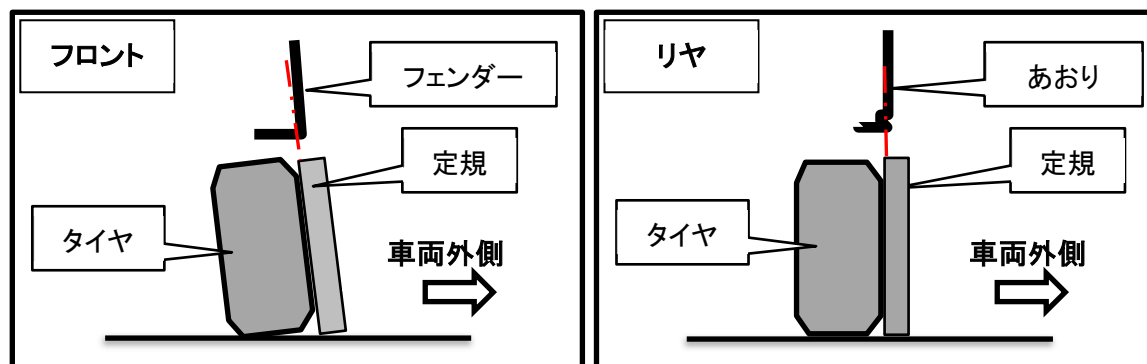 フロント
フェンダー
定規
タイヤ
車両外側
リヤ
あおり
定規
タイヤ
車両外側